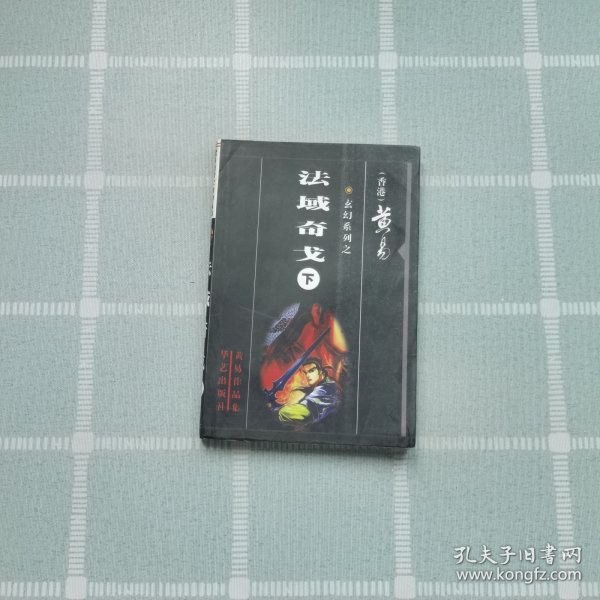 （香港）黄易
玄幻系列之
法域奇戈
下
黄易作品集
华艺出版社
孔夫子旧书网
www.kongfz.com